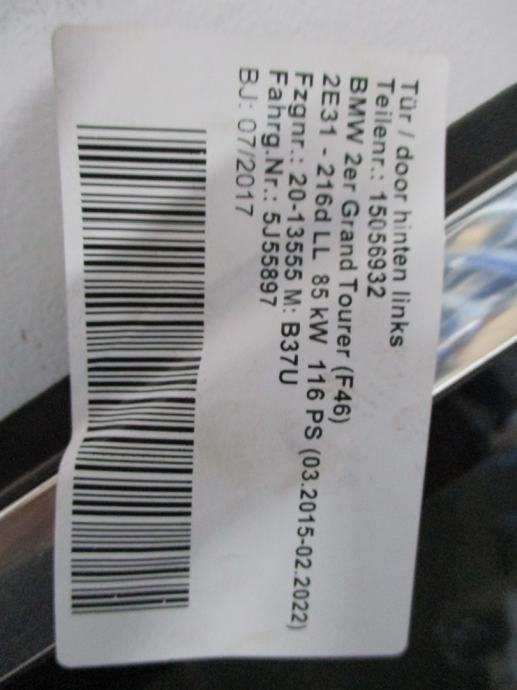 Tür / door hinten links
Teilenr.: 15056932
BMW 2er Grand Tourer (F46)
2E31 - 216d LL 85 kW 116 PS (03.2015-02.2022)
Fzgnr.: 20-13555 M: B37U
Fahrg.Nr.: 5J55897
BJ: 07/2017